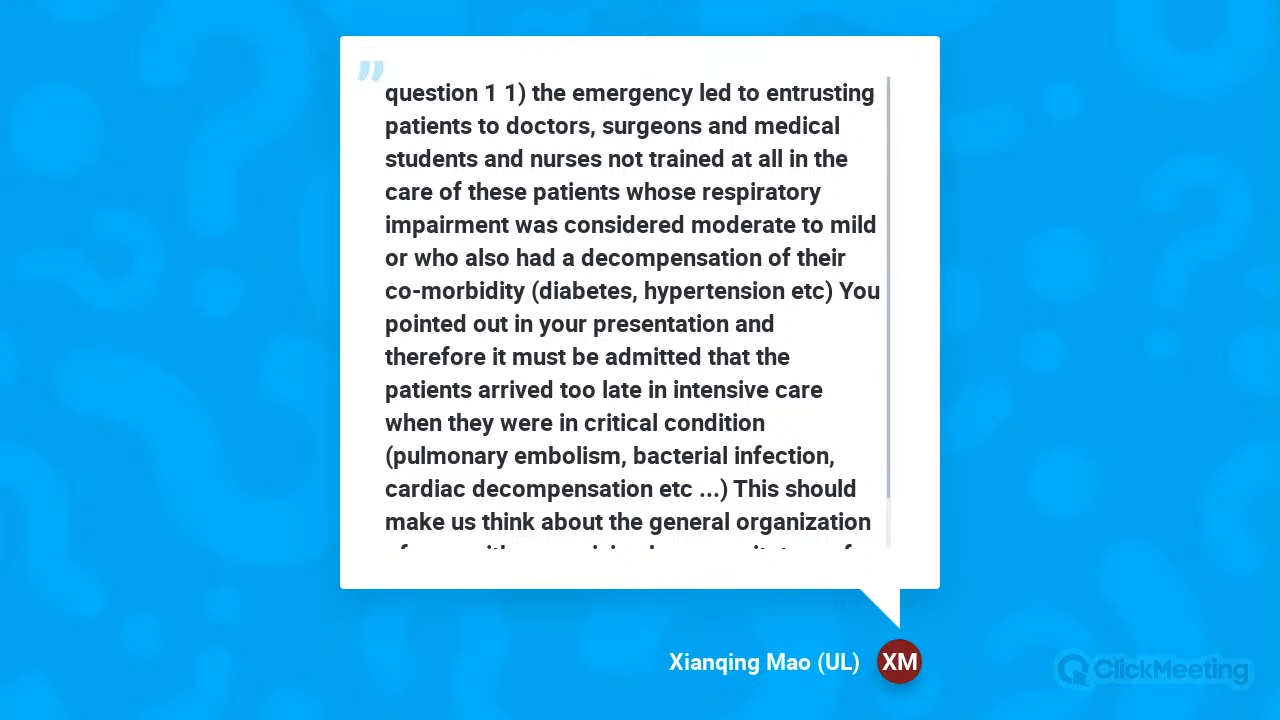 question 1 1) the emergency led to entrusting
patients to doctors, surgeons and medical
students and nurses not trained at all in the
care of these patients whose respiratory
impairment was considered moderate to mild
or who also had a decompensation of their
co-morbidity (diabetes, hypertension etc) You
pointed out in your presentation and
therefore it must be admitted that the
patients arrived too late in intensive care
when they were in critical condition
(pulmonary embolism, bacterial infection,
cardiac decompensation etc ...) This should
make us think about the general organization
Xianqing Mao (UL) XM
ClickMeeting